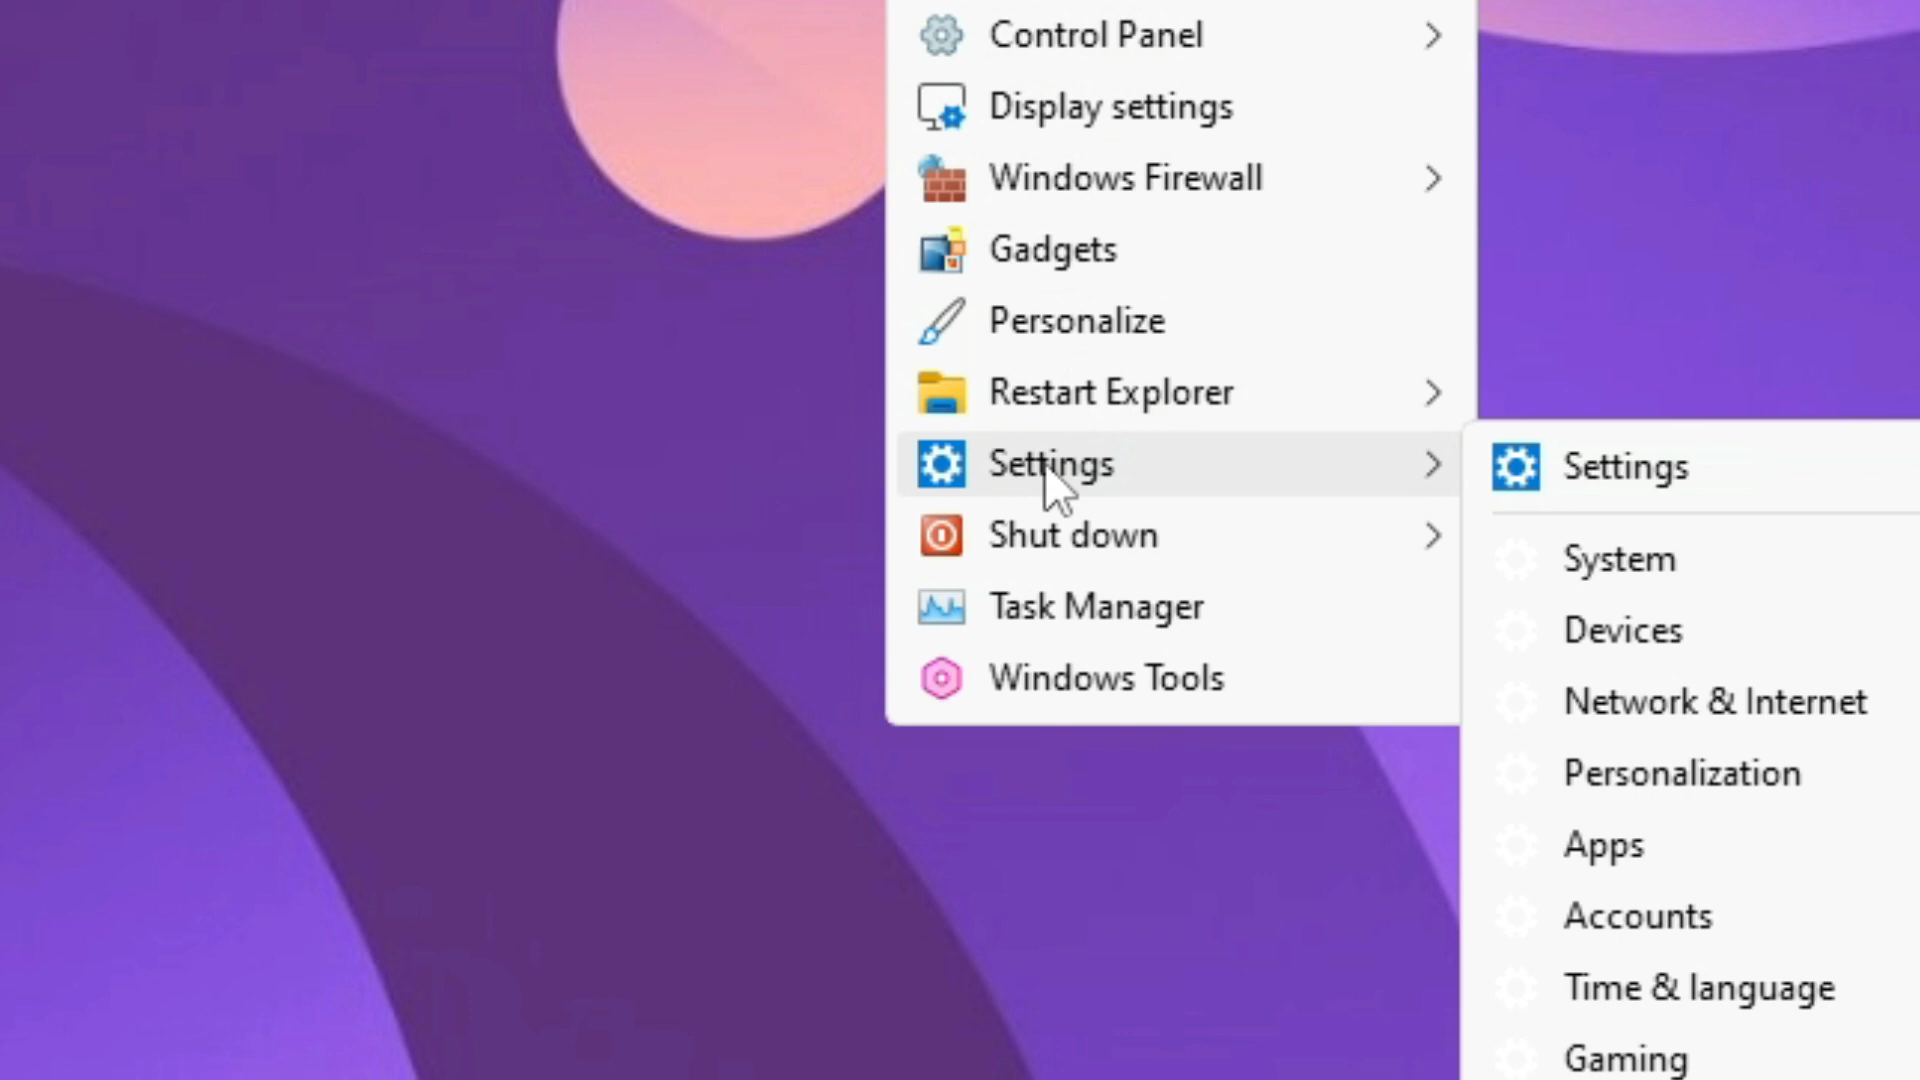 Control Panel
Display settings
Windows Firewall
Gadgets
Personalize
Restart Explorer
Settings
Shut down
Task Manager
Windows Tools
Settings
System
Devices
Network & Internet
Personalization
Apps
Accounts
Time & language
Gaming